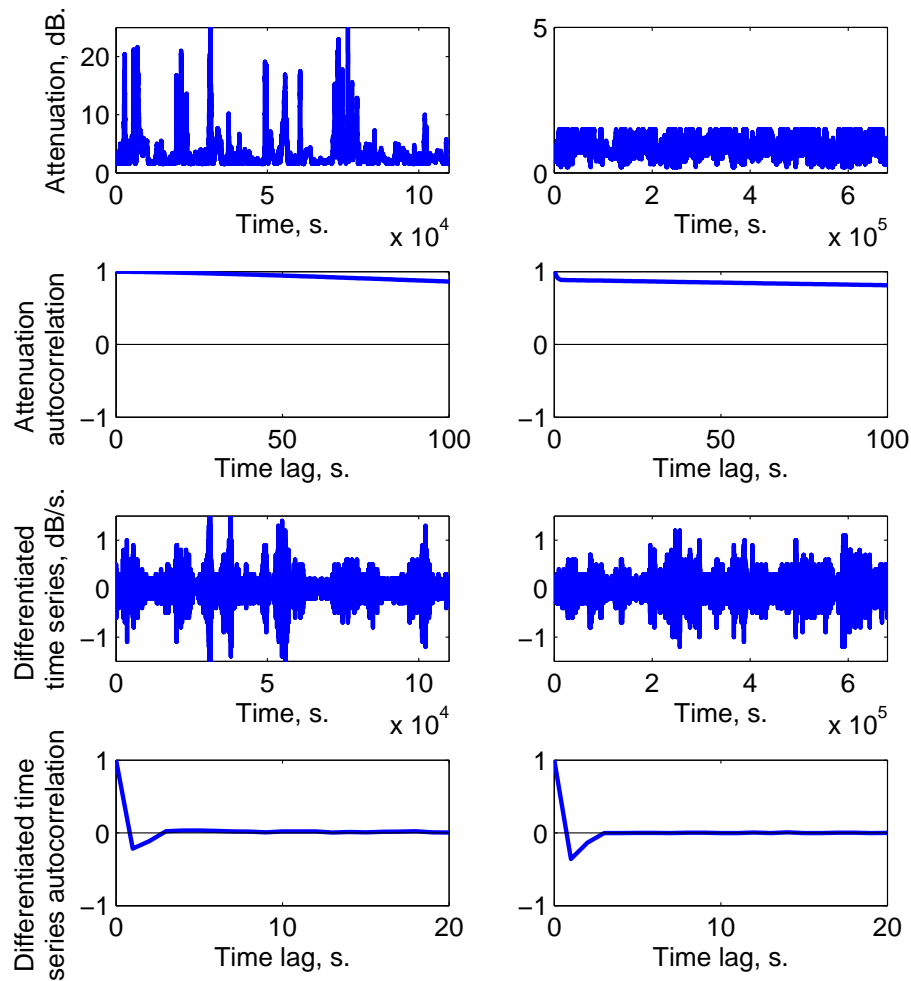 Attenuation, dB.
20
10
0
0
5
10
x 10^4
Time, s.
5
0
0
2
4
6
x 10^5
Time, s.
Attenuation
autocorrelation
1
0
−1
0
50
100
Time lag, s.
1
0
−1
0
50
100
Time lag, s.
Differentiated
time series, dB/s.
1
0
−1
0
5
10
x 10^4
Time, s.
1
0
−1
0
2
4
6
x 10^5
Time, s.
Differentiated time
series autocorrelation
1
0
−1
0
10
20
Time lag, s.
1
0
−1
0
10
20
Time lag, s.